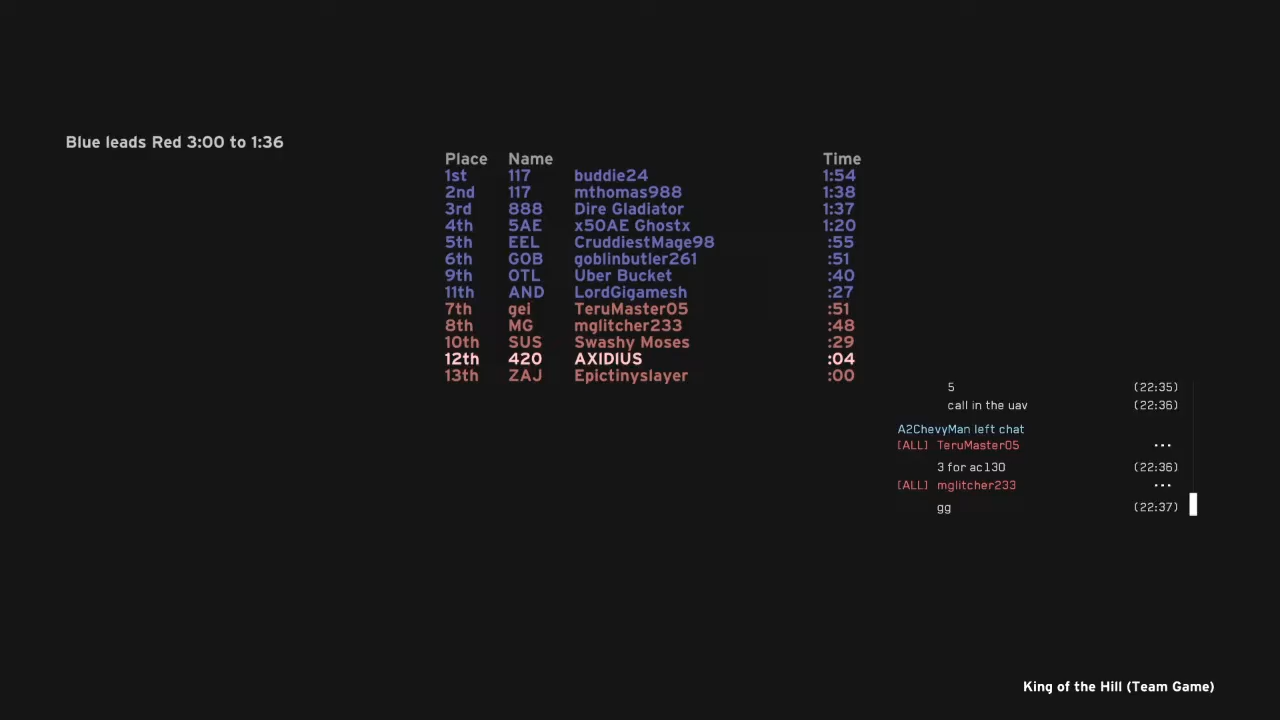 Blue leads Red 3:00 to 1:36
Place Name Time
1st 117 buddie24 1:54
2nd 117 mthomas988 1:38
3rd 888 Dire Gladiator 1:37
4th 5AE x50AE Ghostx 1:20
5th EEL CruddiestMage98 :55
6th GOB goblinbutler261 :51
9th OTL Uber Bucket :40
11th AND LordGigamesh :27
7th gei TeruMaster05 :51
8th MG mglitcher233 :48
10th SUS Swashy Moses :29
12th 420 AXIDIUS :04
13th ZAJ Epictinyslayer :00
5 (22:35)
call in the uav (22:36)
A2ChevyMan left chat
[ALL] TeruMaster05 ...
3 for ac130 (22:36)
[ALL] mglitcher233 ...
gg (22:37)
King of the Hill (Team Game)